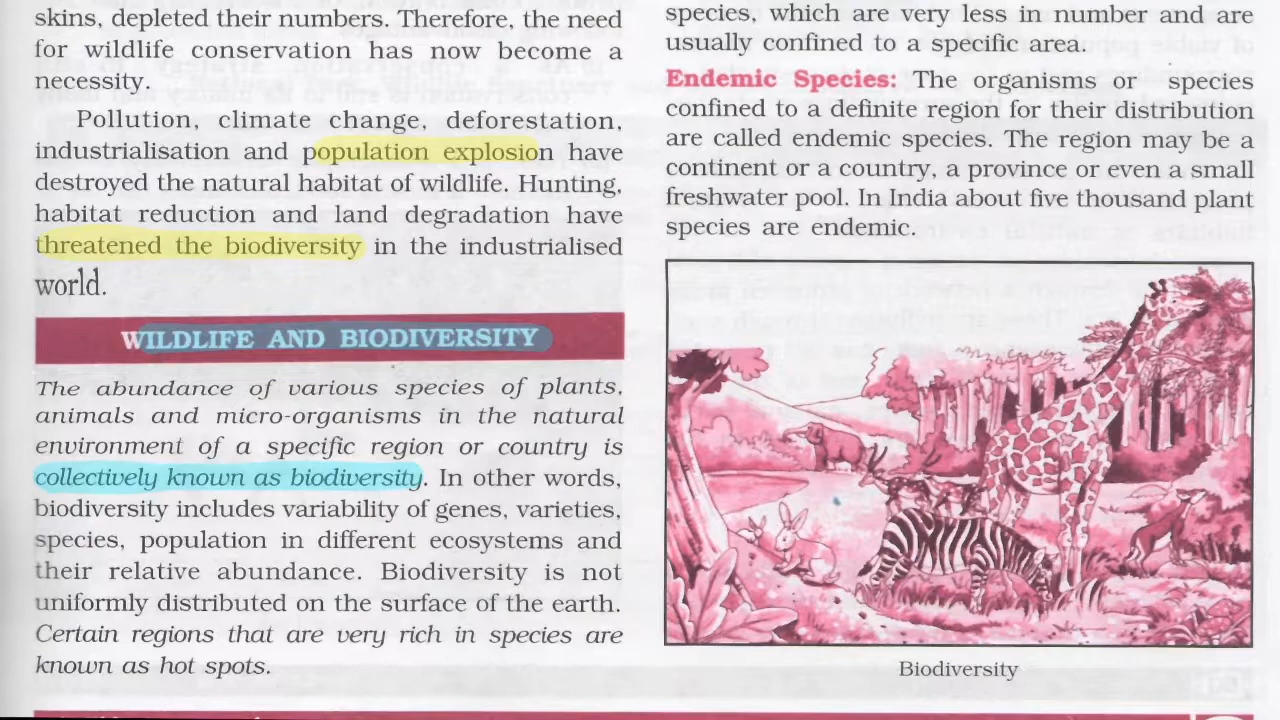 skins, depleted their numbers. Therefore, the need
for wildlife conservation has now become a
necessity.
Pollution, climate change, deforestation,
industrialisation and population explosion have
destroyed the natural habitat of wildlife. Hunting,
habitat reduction and land degradation have
threatened the biodiversity in the industrialised
world.
WILDLIFE AND BIODIVERSITY
The abundance of various species of plants,
animals and micro-organisms in the natural
environment of a specific region or country is
collectively known as biodiversity. In other words,
biodiversity includes variability of genes, varieties,
species, population in different ecosystems and
their relative abundance. Biodiversity is not
uniformly distributed on the surface of the earth.
Certain regions that are very rich in species are
known as hot spots.
species, which are very less in number and are
usually confined to a specific area.
Endemic Species: The organisms or species
confined to a definite region for their distribution
are called endemic species. The region may be a
continent or a country, a province or even a small
freshwater pool. In India about five thousand plant
species are endemic.
Biodiversity